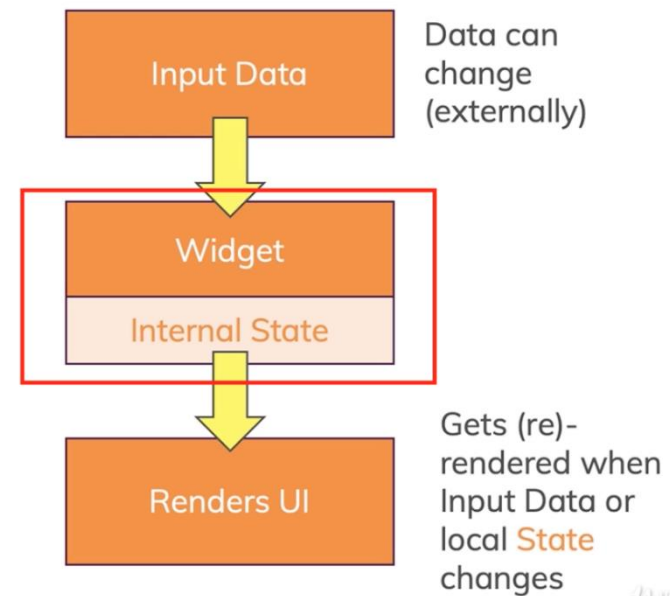 Input Data
Data can
change
(externally)
Widget
Internal State
Renders UI
Gets (re)-
rendered when
Input Data or
local State
changes